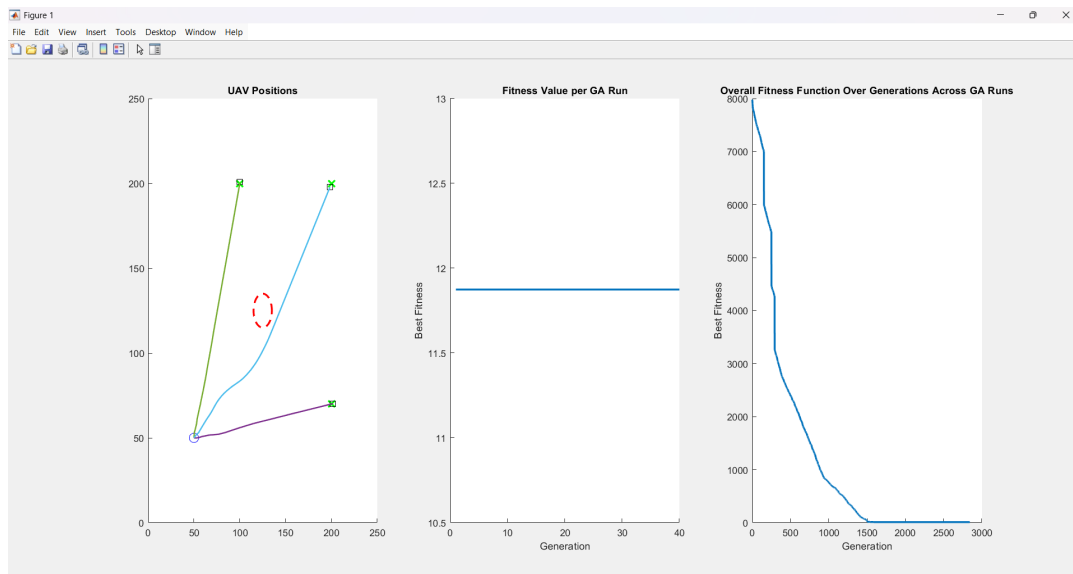 Figure 1
File Edit View Insert Tools Desktop Window Help
UAV Positions
250
200
150
100
50
0
0 50 100 150 200 250
Fitness Value per GA Run
Best Fitness
13
12.5
12
11.5
11
10.5
0 10 20 30 40
Generation
Overall Fitness Function Over Generations Across GA Runs
Best Fitness
8000
7000
6000
5000
4000
3000
2000
1000
0
0 500 1000 1500 2000 2500 3000
Generation